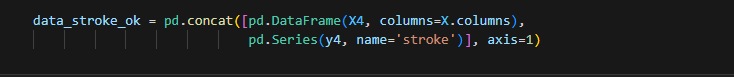 data_stroke_ok = pd.concat([pd.DataFrame(X4, columns=X.columns),
pd.Series(y4, name='stroke')], axis=1)